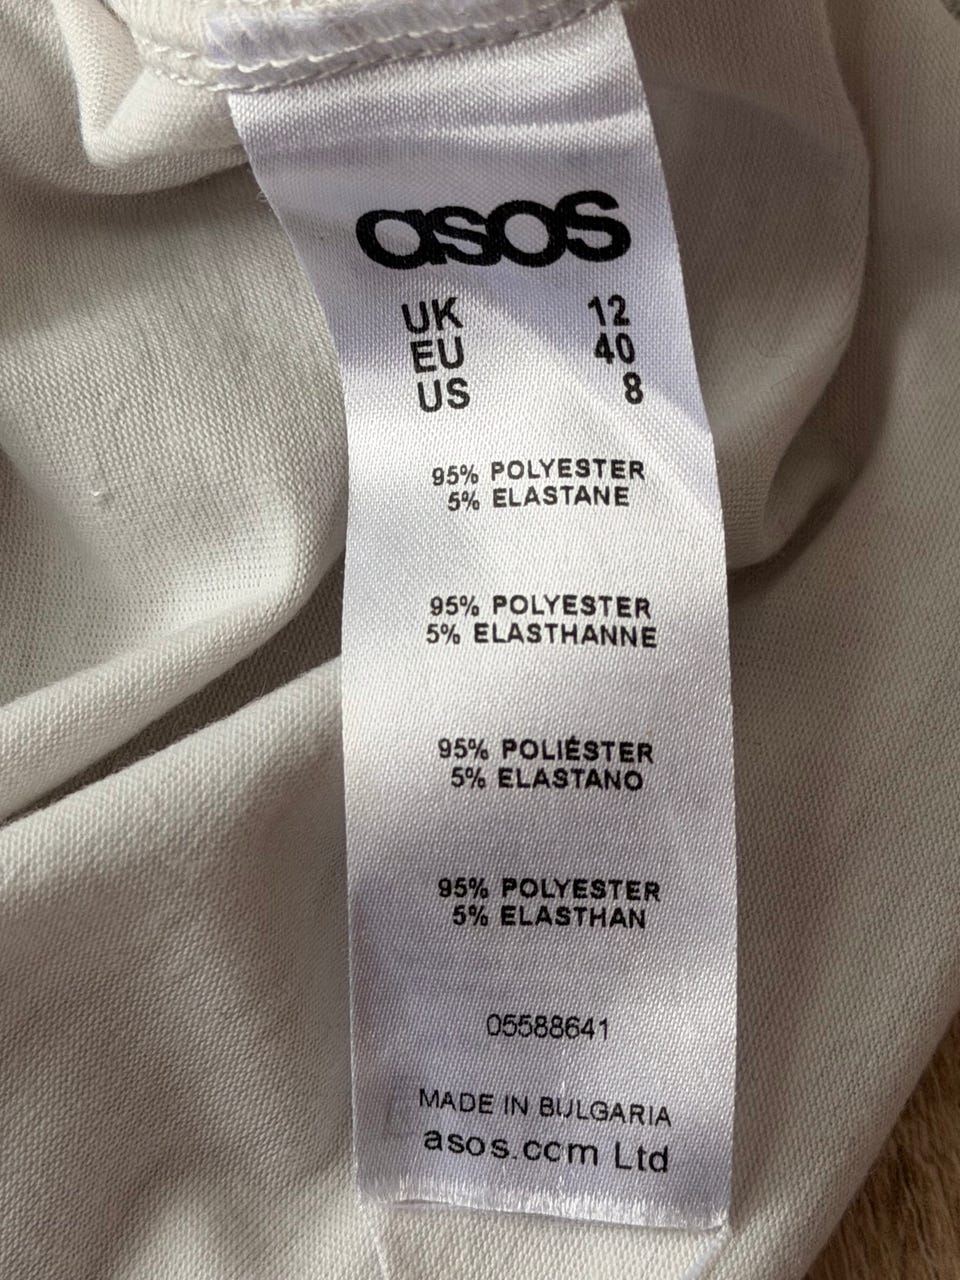 asos
UK 12
EU 40
US 8
95% POLYESTER
5% ELASTANE
95% POLYESTER
5% ELASTHANNE
95% POLIÉSTER
5% ELASTANO
95% POLYESTER
5% ELASTHAN
05588641
MADE IN BULGARIA
asos.com Ltd